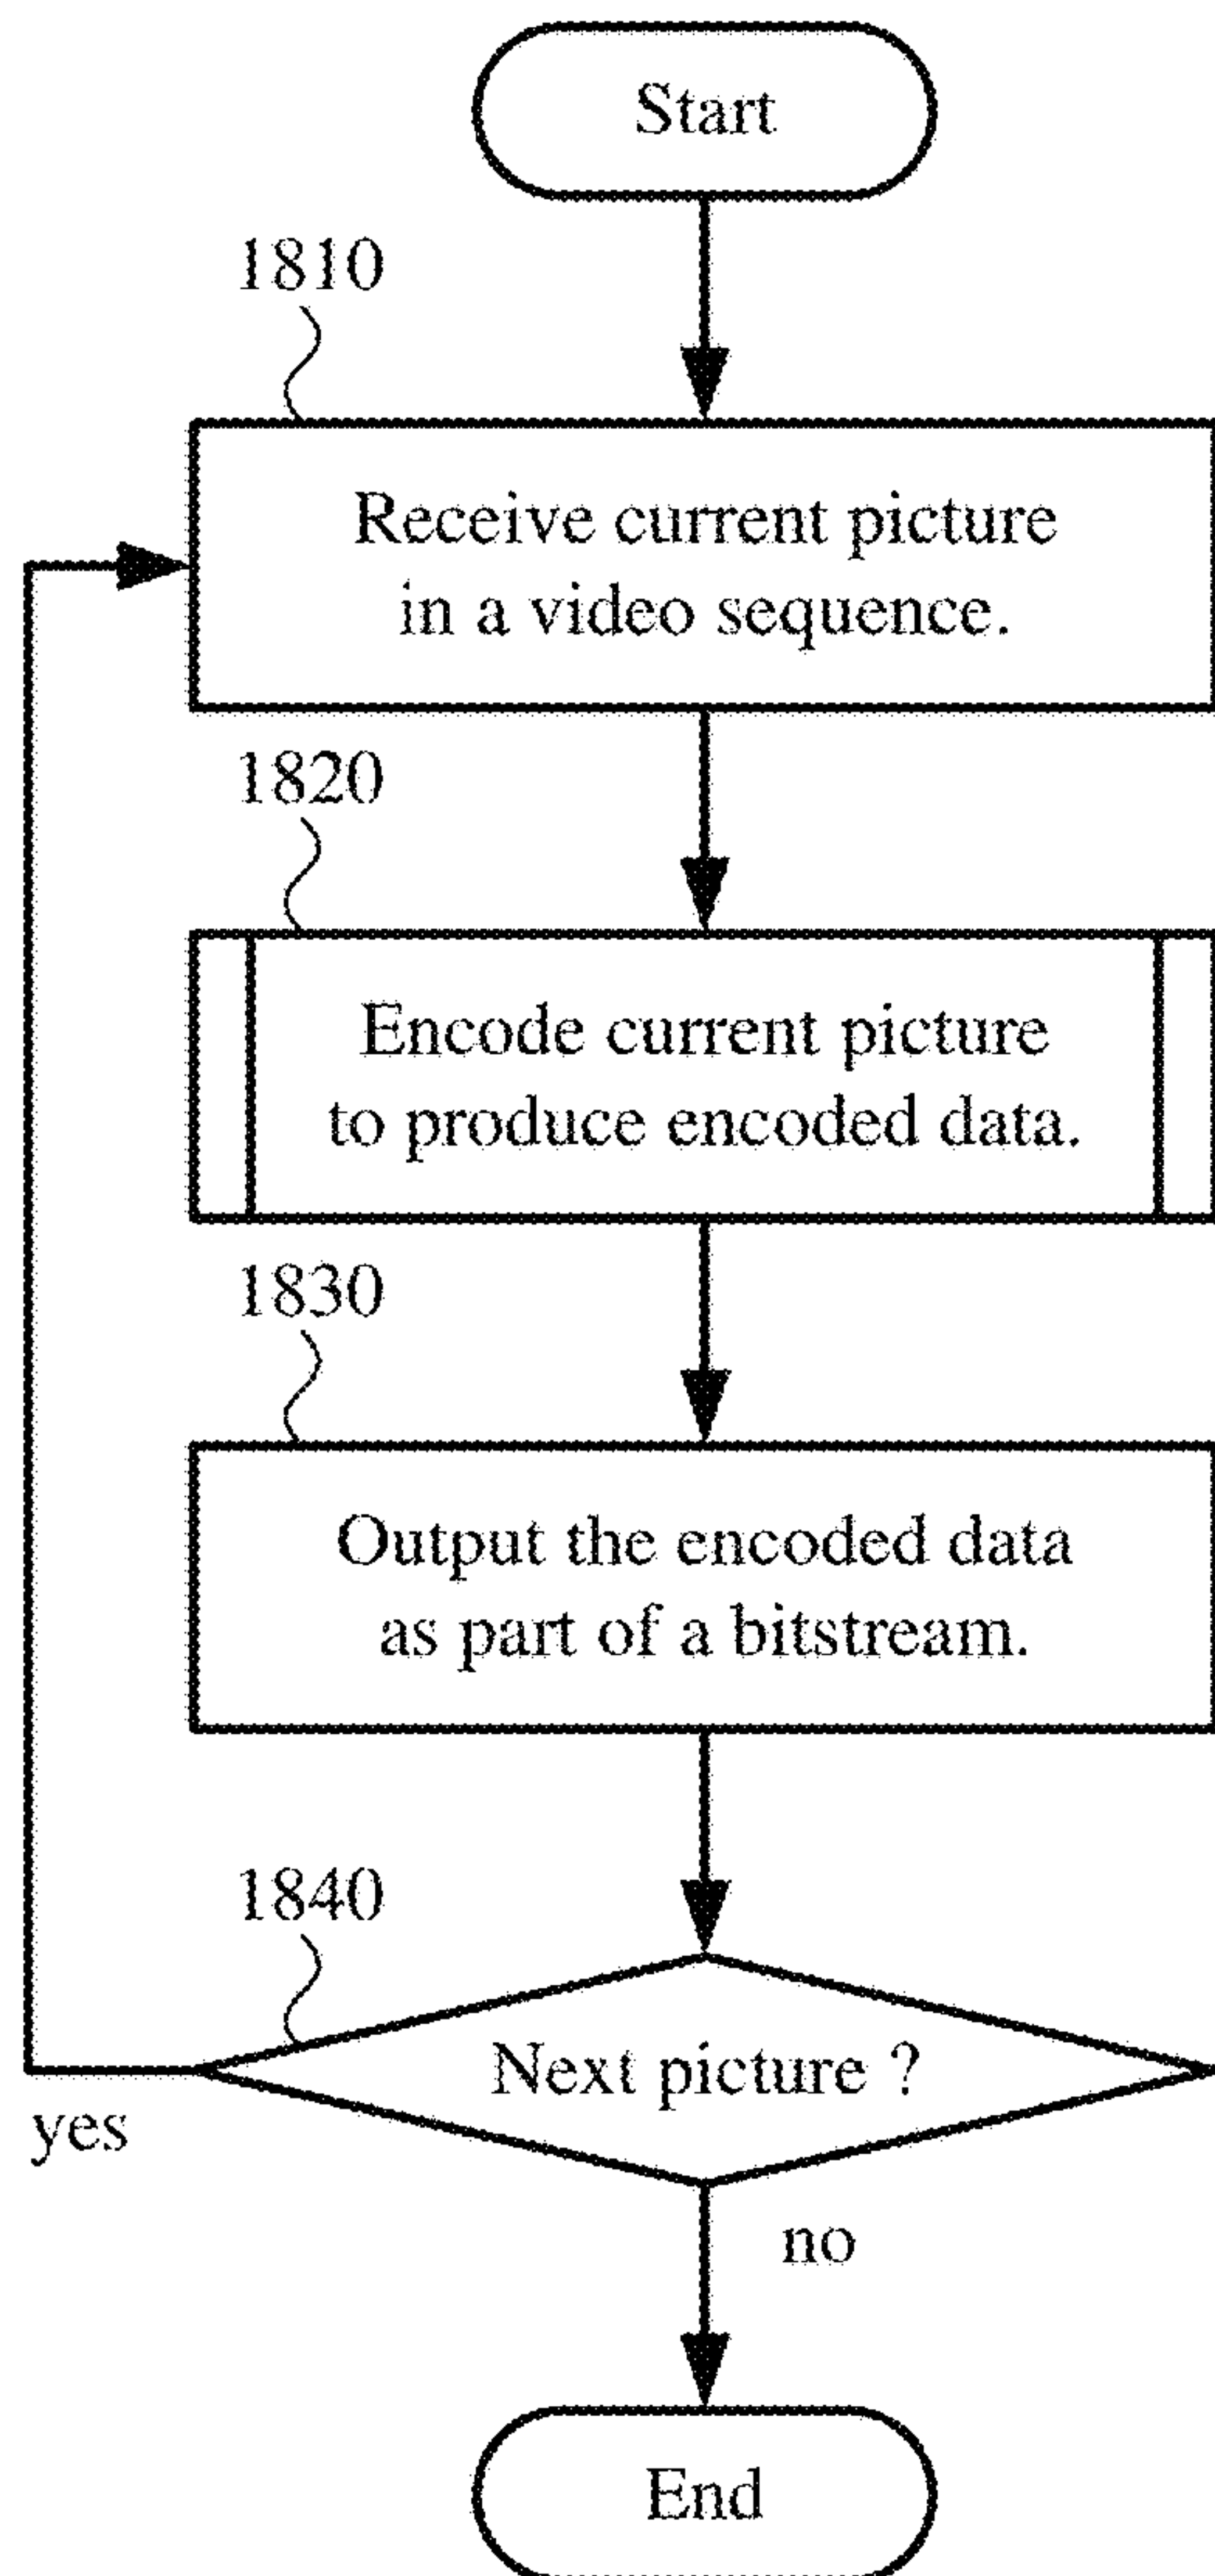 Start
1810
Receive current picture
in a video sequence.
1820
Encode current picture
to produce encoded data.
1830
Output the encoded data
as part of a bitstream.
1840
Next picture ?
yes
no
End